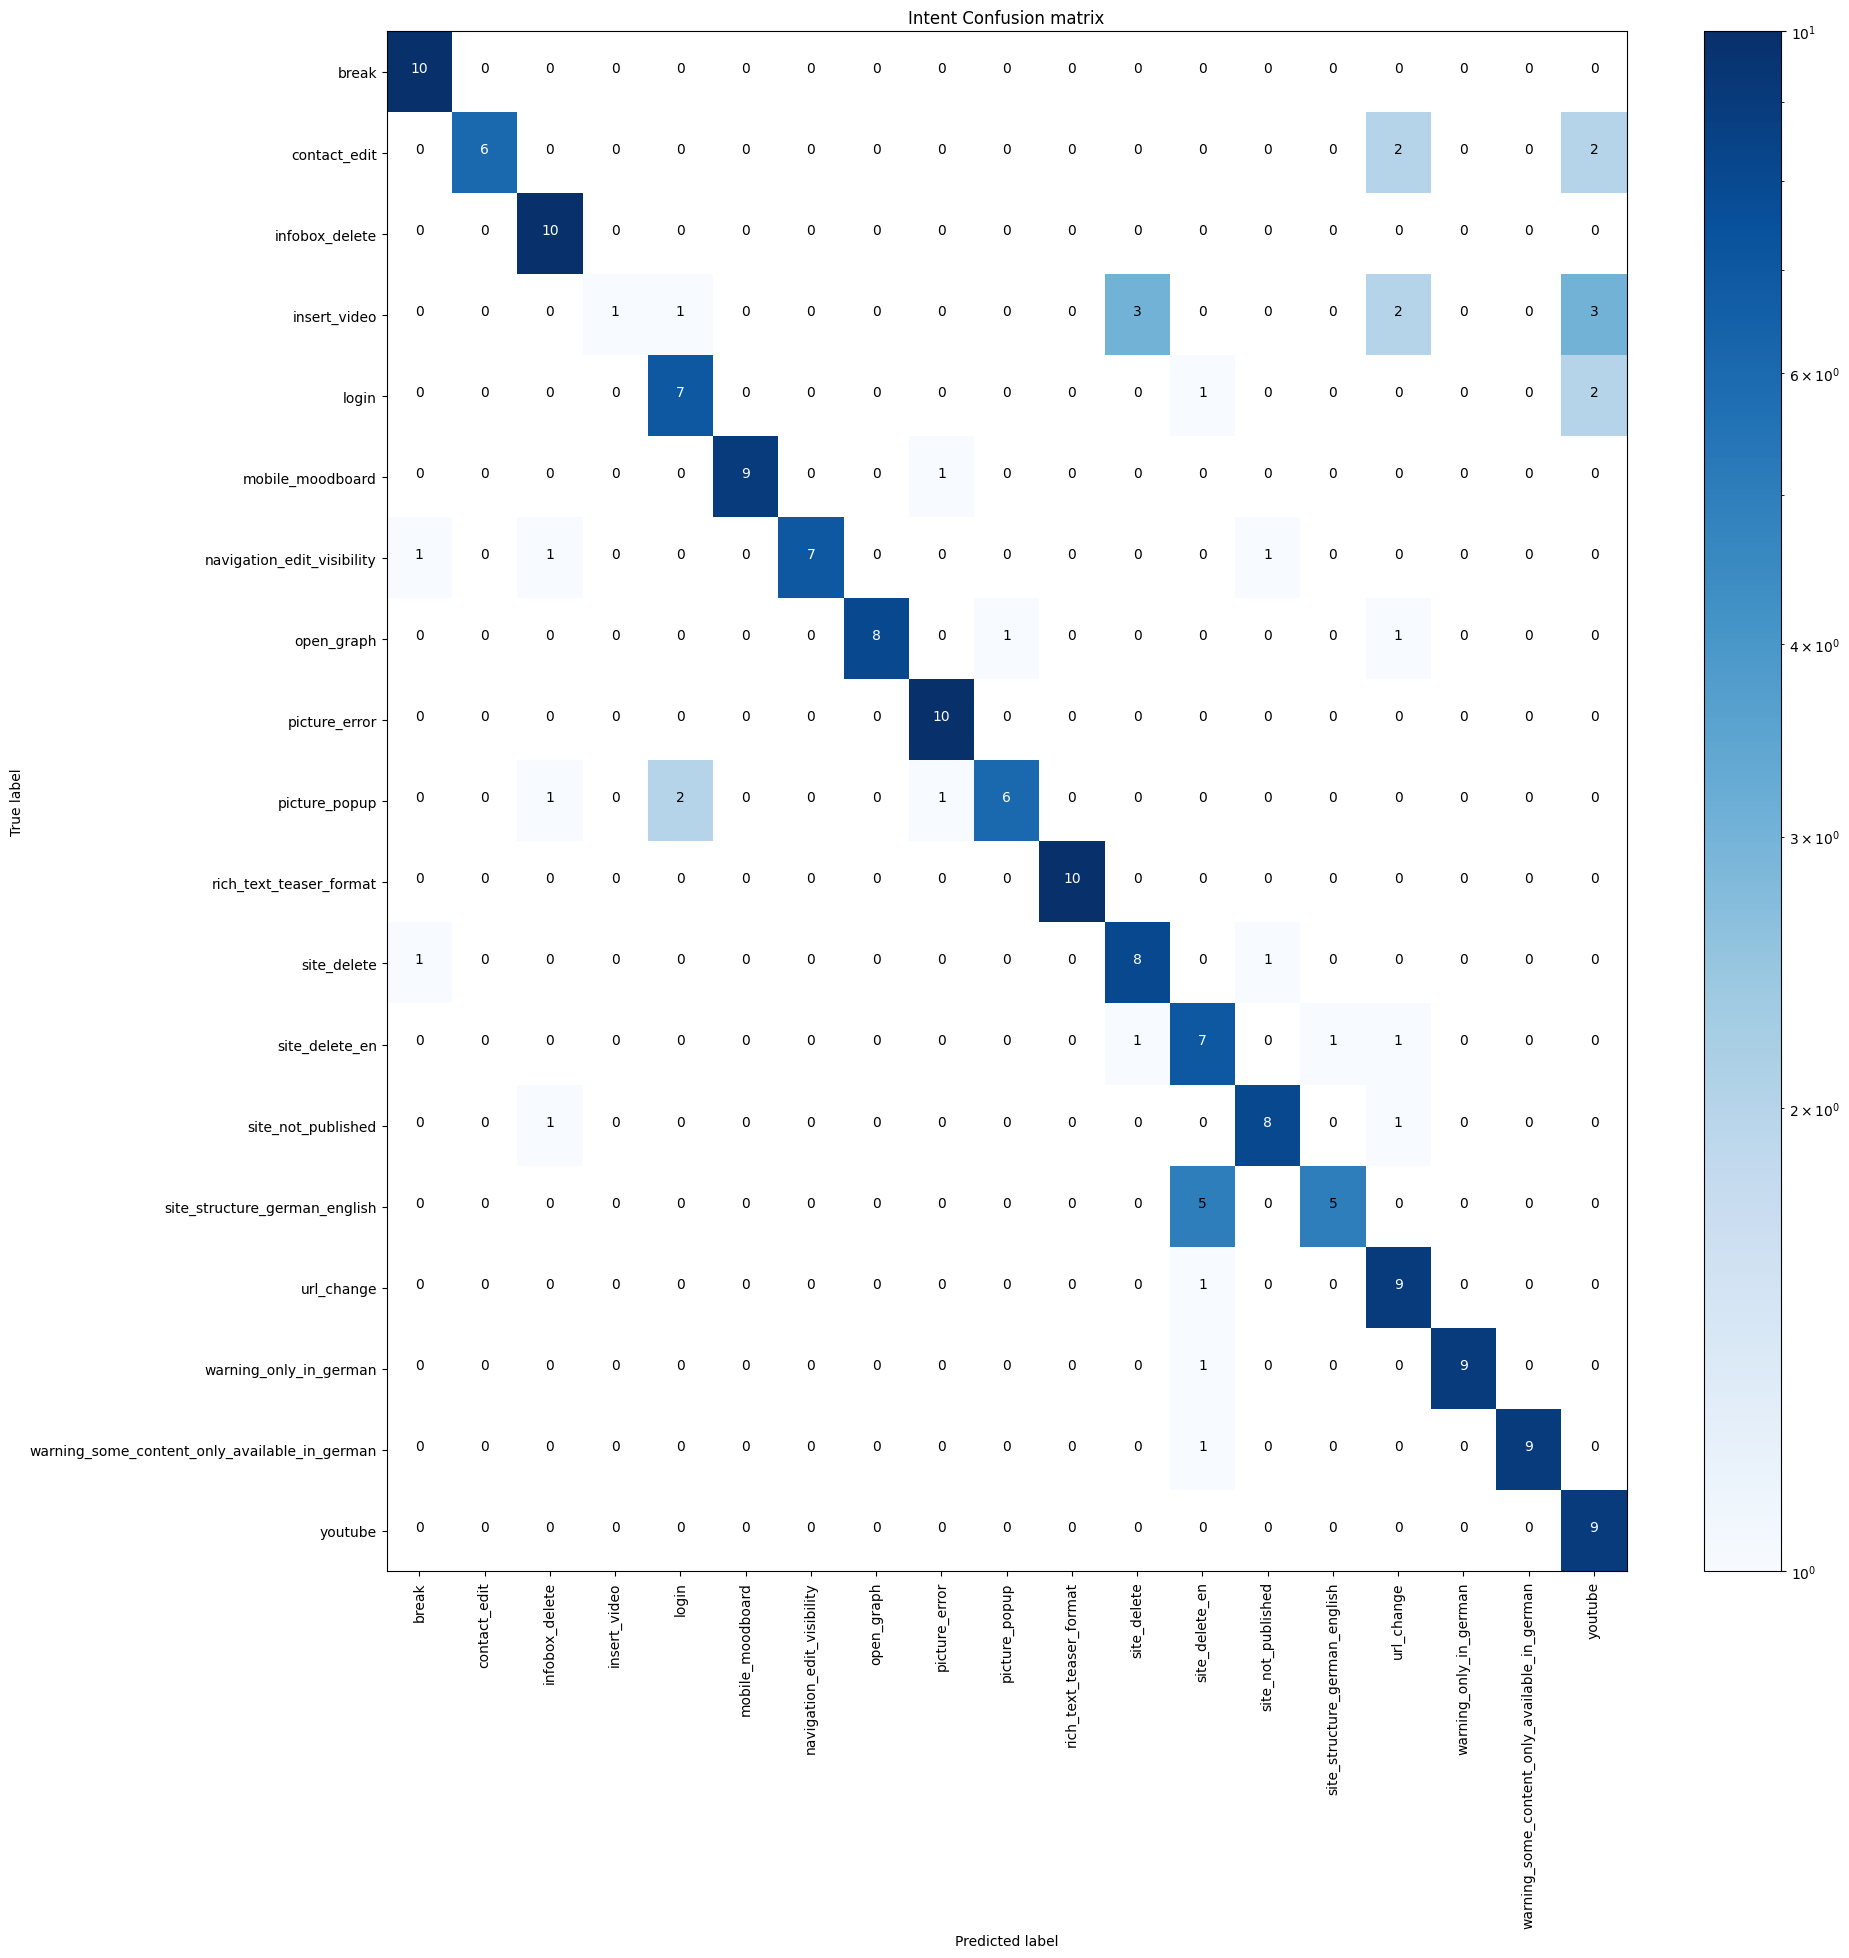 Intent Confusion matrix
break 10 0 0 0 0 0 0 0 0 0 0 0 0 0 0 0 0 0 0
contact_edit 0 6 0 0 0 0 0 0 0 0 0 0 0 0 0 2 0 0 2
infobox_delete 0 0 10 0 0 0 0 0 0 0 0 0 0 0 0 0 0 0 0
insert_video 0 0 0 1 1 0 0 0 0 0 0 3 0 0 0 2 0 0 3
login 0 0 0 0 7 0 0 0 0 0 0 0 1 0 0 0 0 0 2
mobile_moodboard 0 0 0 0 0 9 0 0 1 0 0 0 0 0 0 0 0 0 0
navigation_edit_visibility 1 0 1 0 0 0 7 0 0 0 0 0 0 1 0 0 0 0 0
open_graph 0 0 0 0 0 0 0 8 0 1 0 0 0 0 0 1 0 0 0
picture_error 0 0 0 0 0 0 0 0 10 0 0 0 0 0 0 0 0 0 0
picture_popup 0 0 1 0 2 0 0 0 1 6 0 0 0 0 0 0 0 0 0
rich_text_teaser_format 0 0 0 0 0 0 0 0 0 0 10 0 0 0 0 0 0 0 0
site_delete 1 0 0 0 0 0 0 0 0 0 0 8 0 1 0 0 0 0 0
site_delete_en 0 0 0 0 0 0 0 0 0 0 0 1 7 0 1 1 0 0 0
site_not_published 0 0 1 0 0 0 0 0 0 0 0 0 0 8 0 1 0 0 0
site_structure_german_english 0 0 0 0 0 0 0 0 0 0 0 0 5 0 5 0 0 0 0
url_change 0 0 0 0 0 0 0 0 0 0 0 0 1 0 0 9 0 0 0
warning_only_in_german 0 0 0 0 0 0 0 0 0 0 0 0 1 0 0 0 9 0 0
warning_some_content_only_available_in_german 0 0 0 0 0 0 0 0 0 0 0 0 1 0 0 0 0 9 0
youtube 0 0 0 0 0 0 0 0 0 0 0 0 0 0 0 0 0 0 9
True label
break
contact_edit
infobox_delete
insert_video
login
mobile_moodboard
navigation_edit_visibility
open_graph
picture_error
picture_popup
rich_text_teaser_format
site_delete
site_delete_en
site_not_published
site_structure_german_english
url_change
warning_only_in_german
warning_some_content_only_available_in_german
youtube
Predicted label
10¹
6 × 10⁰
4 × 10⁰
3 × 10⁰
2 × 10⁰
10⁰